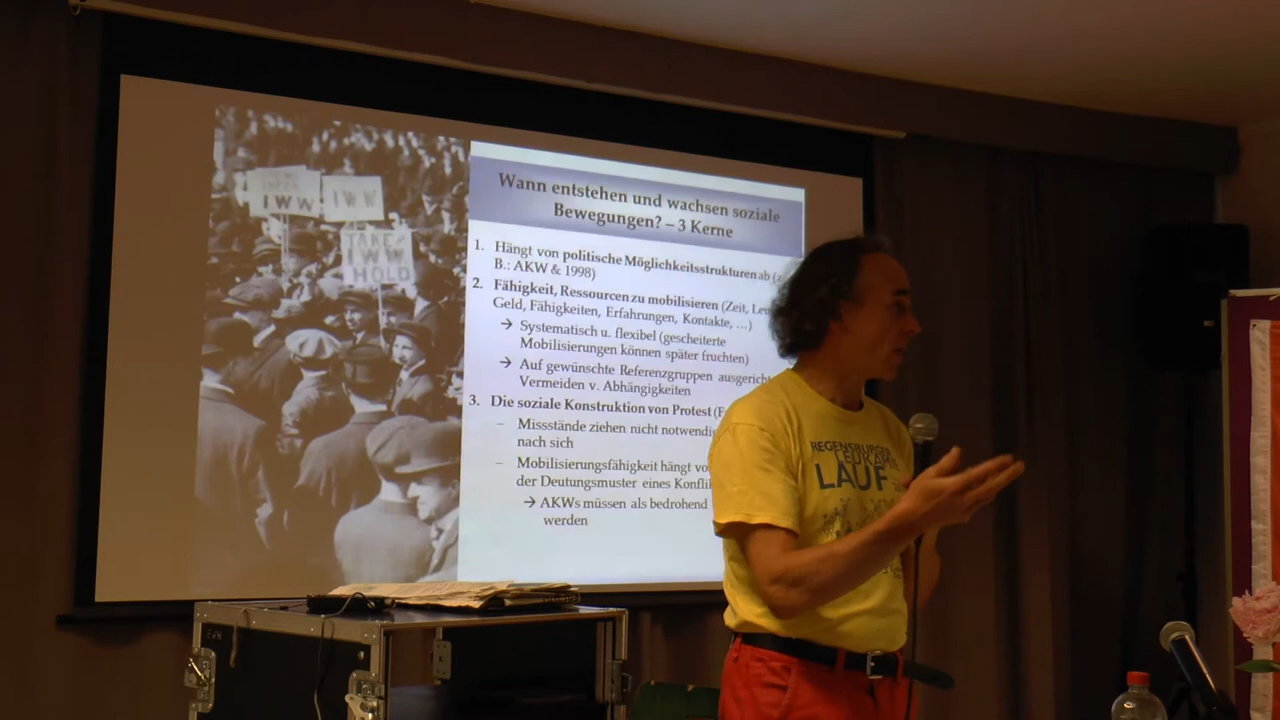 IWW
IWW
TAKE
IWW
HOLD
Wann entstehen und wachsen soziale
Bewegungen? – 3 Kerne
1. Hängt von politische Möglichkeitsstrukturen ab (z
B.: AKW & 1998)
2. Fähigkeit, Ressourcen zu mobilisieren (Zeit,
Geld, Fähigkeiten, Erfahrungen, Kontakte, ...)
→ Systematisch u. flexibel (gescheiterte
Mobilisierungen können später fruchten)
→ Auf gewünschte Referenzgruppen
Vermeiden v. Abhängigkeiten
3. Die soziale Konstruktion von Protest
– Missstände ziehen nicht
nach sich
– Mobilisierungsfähigkeit hängt
der Deutungsmuster eines
→ AKWs müssen als bedrohend
werden
REGENSBURGER
LEUKÄMIE
LAUF